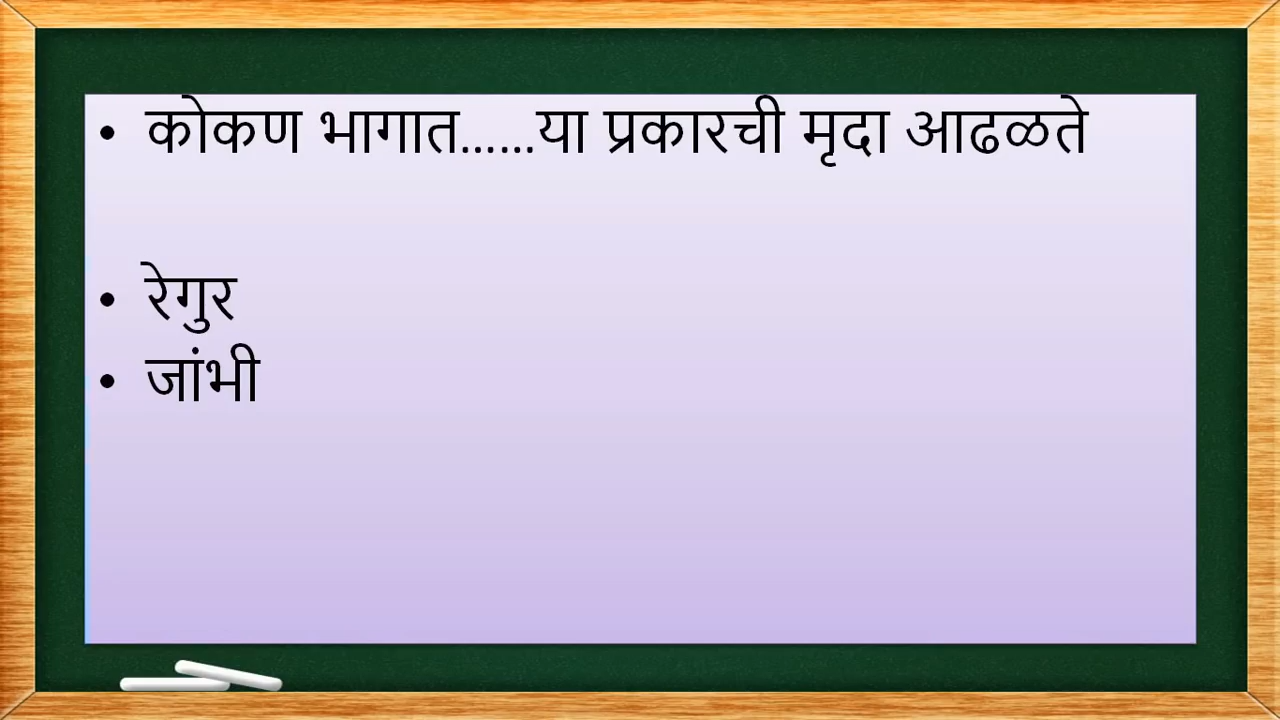 • कोकण भागात......या प्रकारची मृदा आढळते
• रेगुर
• जांभी